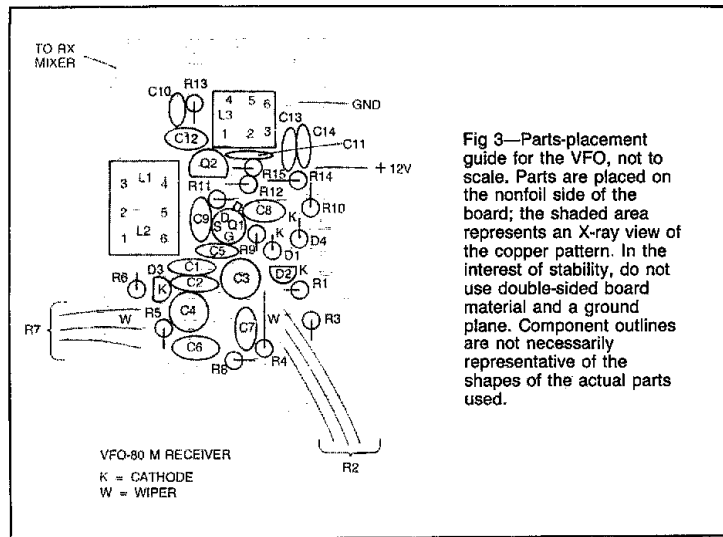 TO RX
MIXER
R13
C10
4 5 6
L3
1 2 3
GND
C13
C14
C12
C11
Q2
+ 12V
R15
R14
R11
R12
3 L1 4
2 5
L2
1 6
C9
D
S Q1
G
C8
K
R10
D4
C5
R9
D1
C1
D3
R6
K
C2
C3
D2
K
R1
R7
W
R5
C4
C7
W
R3
C6
R8
R4
R2
VFO-80 M RECEIVER
K = CATHODE
W = WIPER
Fig 3—Parts-placement
guide for the VFO, not to
scale. Parts are placed on
the nonfoil side of the
board; the shaded area
represents an X-ray view of
the copper pattern. In the
interest of stability, do not
use double-sided board
material and a ground
plane. Component outlines
are not necessarily
representative of the
shapes of the actual parts
used.